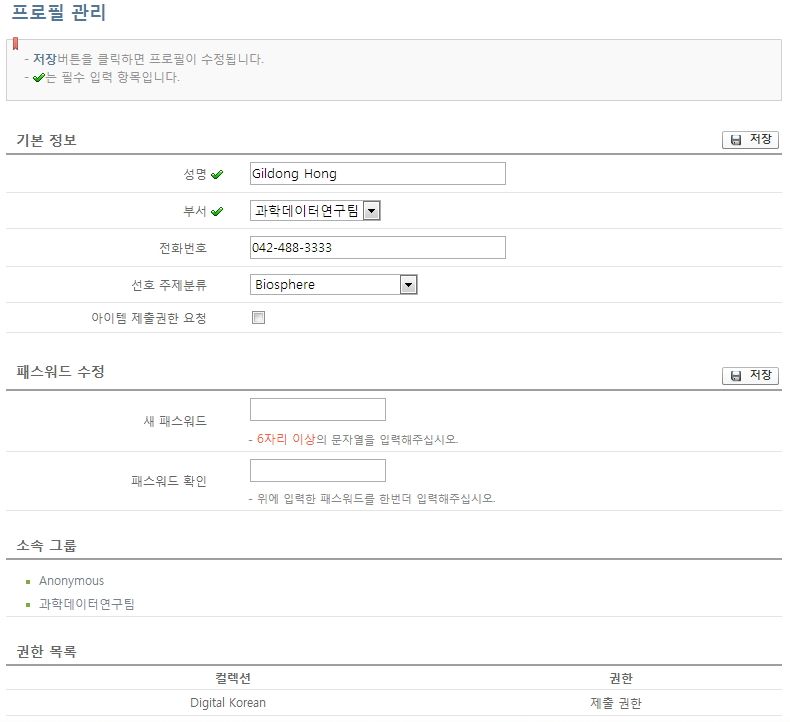 프로필 관리
- 저장버튼을 클릭하면 프로필이 수정됩니다.
- 는 필수 입력 항목입니다.
기본 정보 저장
성명 Gildong Hong
부서 과학데이터연구팀
전화번호 042-488-3333
선호 주제분류 Biosphere
아이템 제출권한 요청
패스워드 수정 저장
새 패스워드
- 6자리 이상의 문자열을 입력해주십시오.
패스워드 확인
- 위에 입력한 패스워드를 한번더 입력해주십시오.
소속 그룹
Anonymous
과학데이터연구팀
권한 목록
컬렉션 권한
Digital Korean 제출 권한